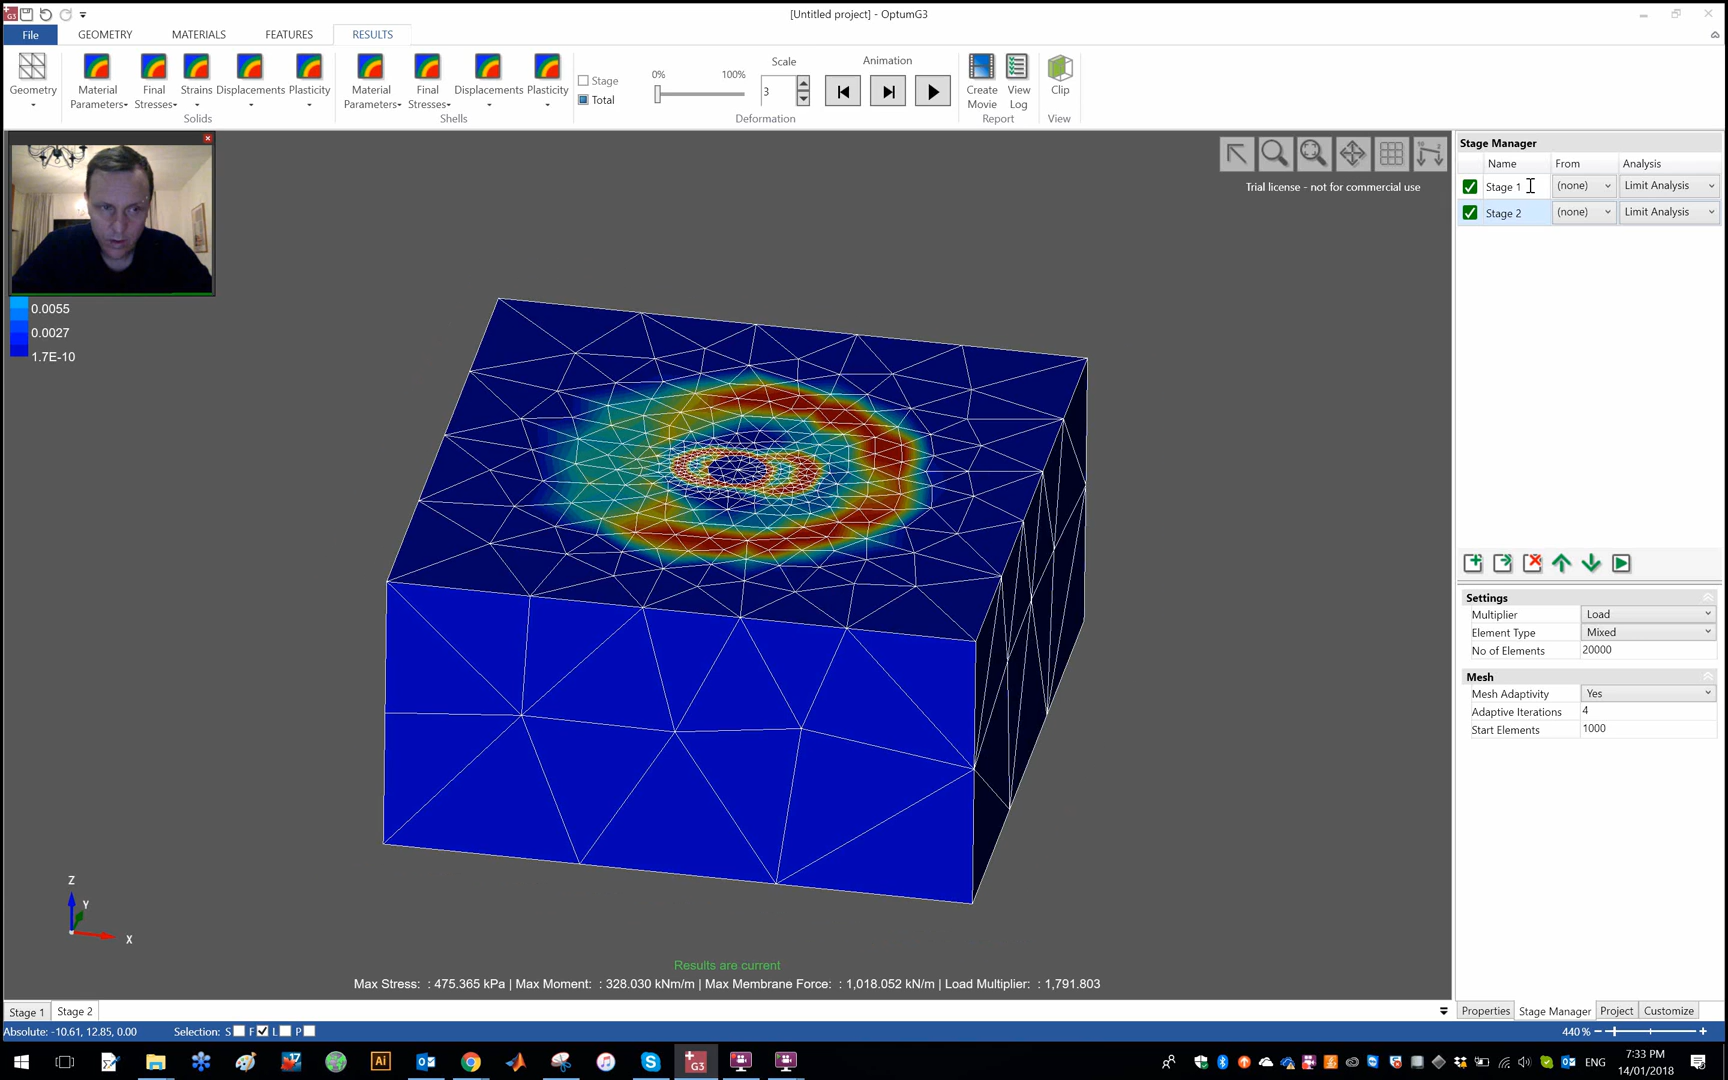 G3
[Untitled project] - OptumG3
File
GEOMETRY
MATERIALS
FEATURES
RESULTS
Geometry
Material Parameters
Final Stresses
Strains
Displacements
Plasticity
Solids
Material Parameters
Final Stresses
Displacements
Plasticity
Shells
Stage
Total
0%
100%
Scale
3
Animation
Deformation
Create Movie
View Log
Report
Clip
View
Trial license - not for commercial use
0.0055
0.0027
1.7E-10
Z
Y
X
Results are current
Max Stress: : 475.365 kPa | Max Moment: : 328.030 kNm/m | Max Membrane Force: : 1,018.052 kN/m | Load Multiplier: : 1,791.803
Stage Manager
Name From Analysis
Stage 1 (none) Limit Analysis
Stage 2 (none) Limit Analysis
Settings
Multiplier Load
Element Type Mixed
No of Elements 20000
Mesh
Mesh Adaptivity Yes
Adaptive Iterations 4
Start Elements 1000
Stage 1
Stage 2
Properties
Stage Manager
Project
Customize
Absolute: -10.61, 12.85, 0.00
Selection: S F L P
440 %
17
Ai
G3
ENG
7:33 PM
14/01/2018